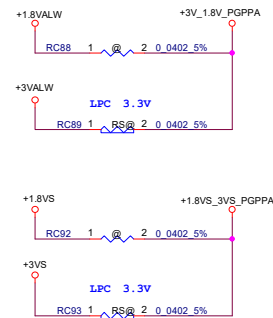 +1.8VALW +3V_1.8V_PGPPA
RC88 1 @ 2 0_0402_5%
+3VALW
LPC 3.3V
RC89 1 RS@ 2 0_0402_5%
+1.8VS +1.8VS_3VS_PGPPA
RC92 1 @ 2 0_0402_5%
+3VS
LPC 3.3V
RC93 1 RS@ 2 0_0402_5%